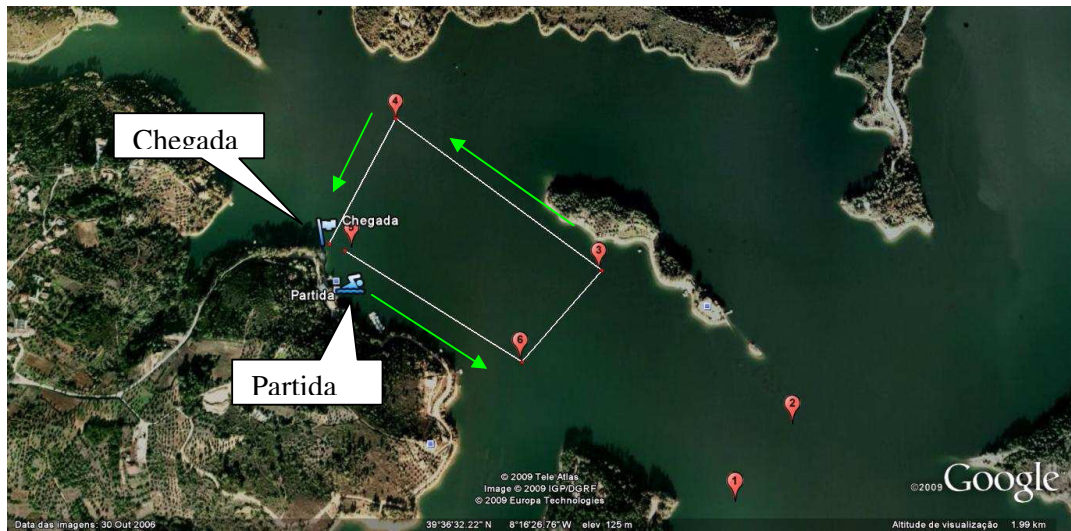 4
Chegada
Chegada
5
3
Partida
6
Partida
2
1
© 2009 Tele Atlas
Image © 2009 IGP/DGRF
© 2009 Europa Technologies
©2009 Google
Data das imagens: 30 Out 2006
39°36'32.22" N 8°16'26.76" W elev 125 m
Altitude de visualização 1.99 km